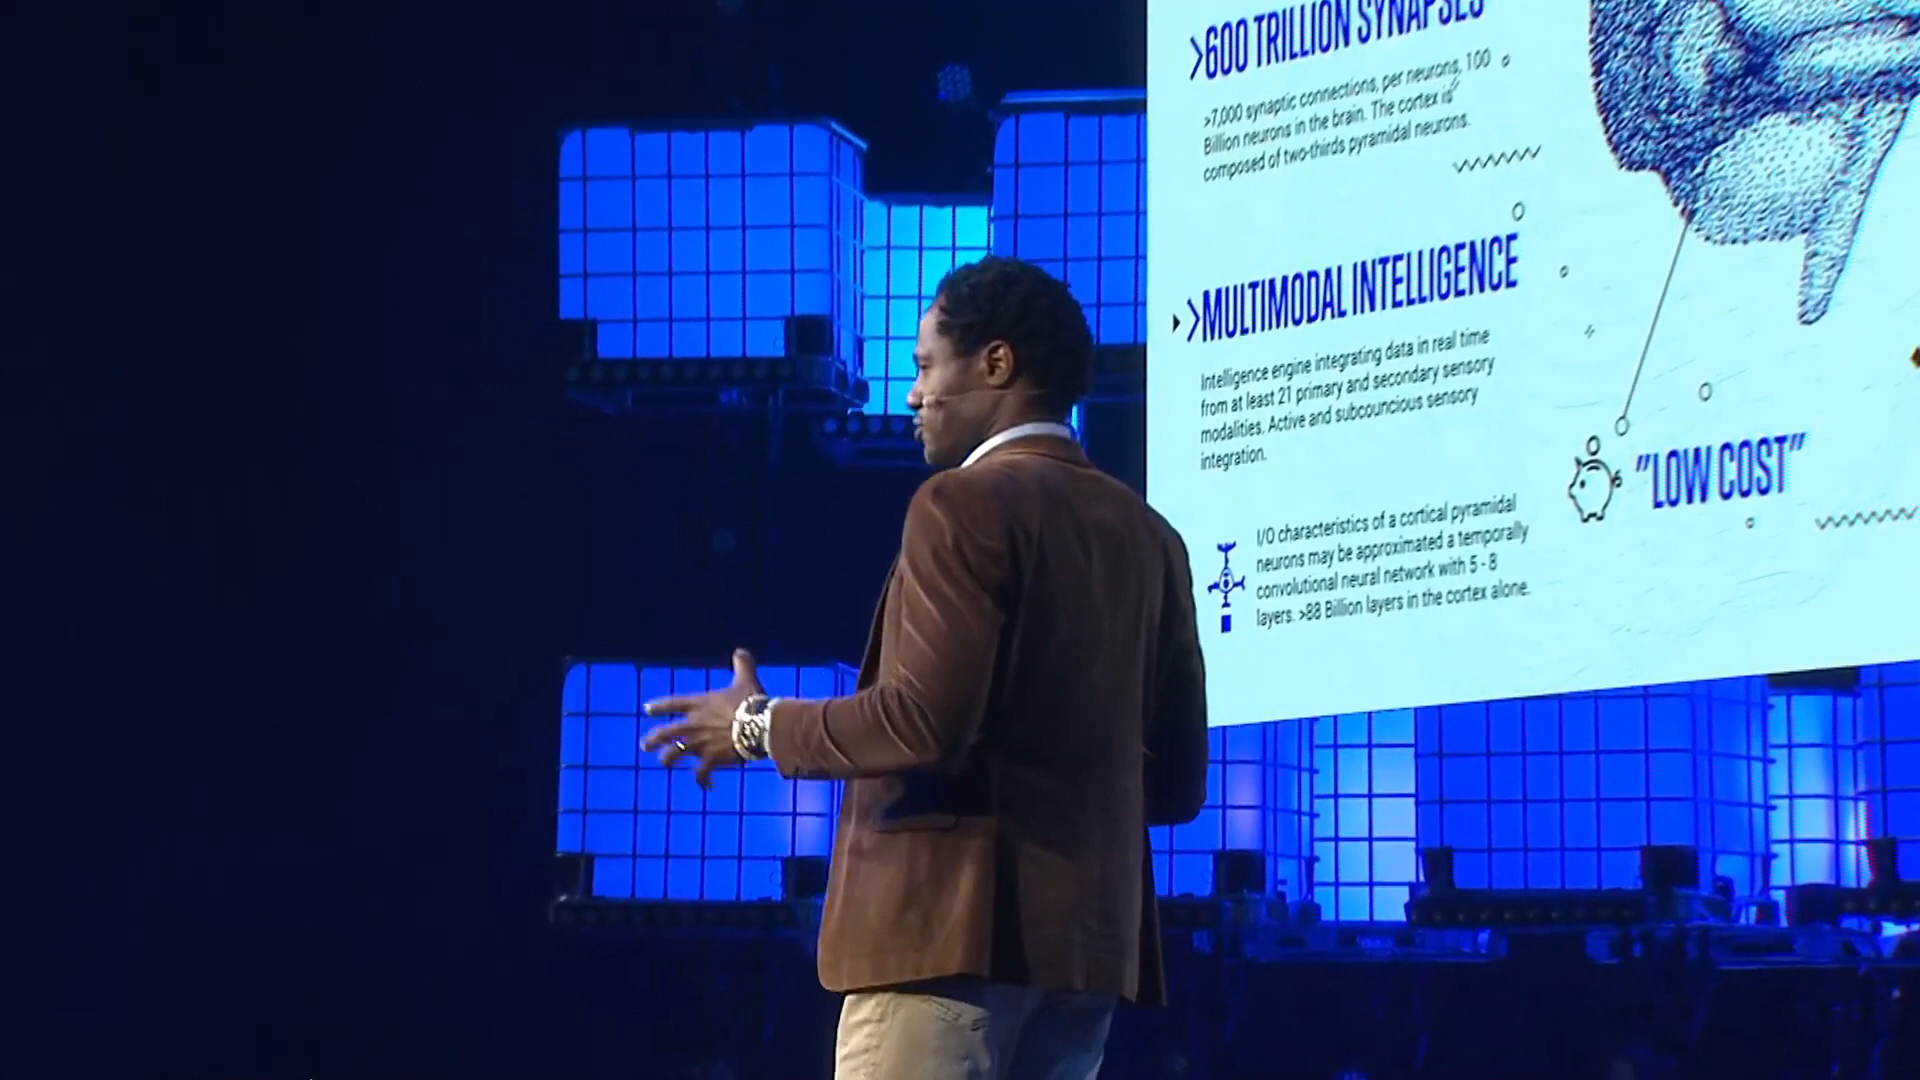 >600 TRILLION SYNAPSES
>7,000 synaptic connections, per neurons, 100
Billion neurons in the brain. The cortex is
composed of two-thirds pyramidal neurons.
>MULTIMODAL INTELLIGENCE
Intelligence engine integrating data in real time
from at least 21 primary and secondary sensory
modalities. Active and subcouncious sensory
integration.
"LOW COST"
I/O characteristics of a cortical pyramidal
neurons may be approximated a temporally
convolutional neural network with 5 - 8
layers. >88 Billion layers in the cortex alone.